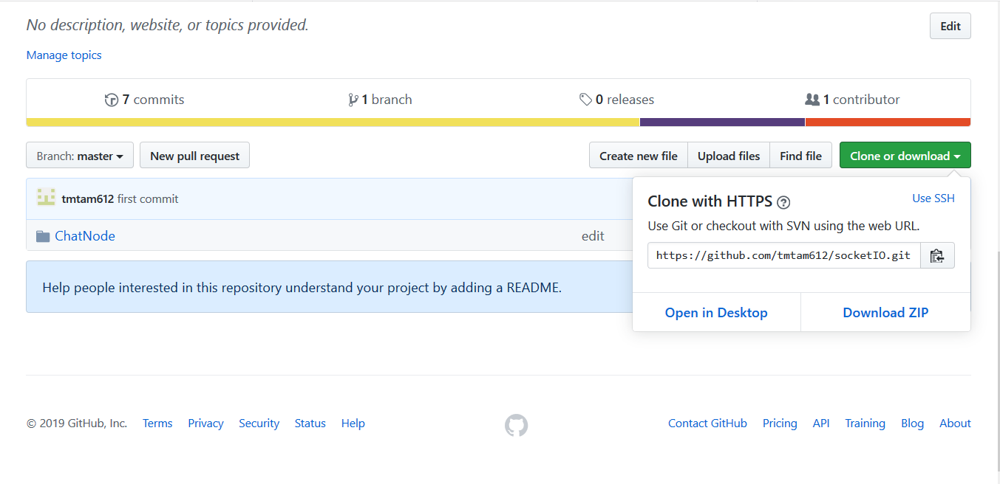 No description, website, or topics provided.
Edit
Manage topics
7 commits
1 branch
0 releases
1 contributor
Branch: master
New pull request
Create new file
Upload files
Find file
Clone or download
tmtam612 first commit
ChatNode
edit
Help people interested in this repository understand your project by adding a README.
Clone with HTTPS ?
Use SSH
Use Git or checkout with SVN using the web URL.
https://github.com/tmtam612/socketIO.git
Open in Desktop
Download ZIP
© 2019 GitHub, Inc. Terms Privacy Security Status Help
Contact GitHub Pricing API Training Blog About